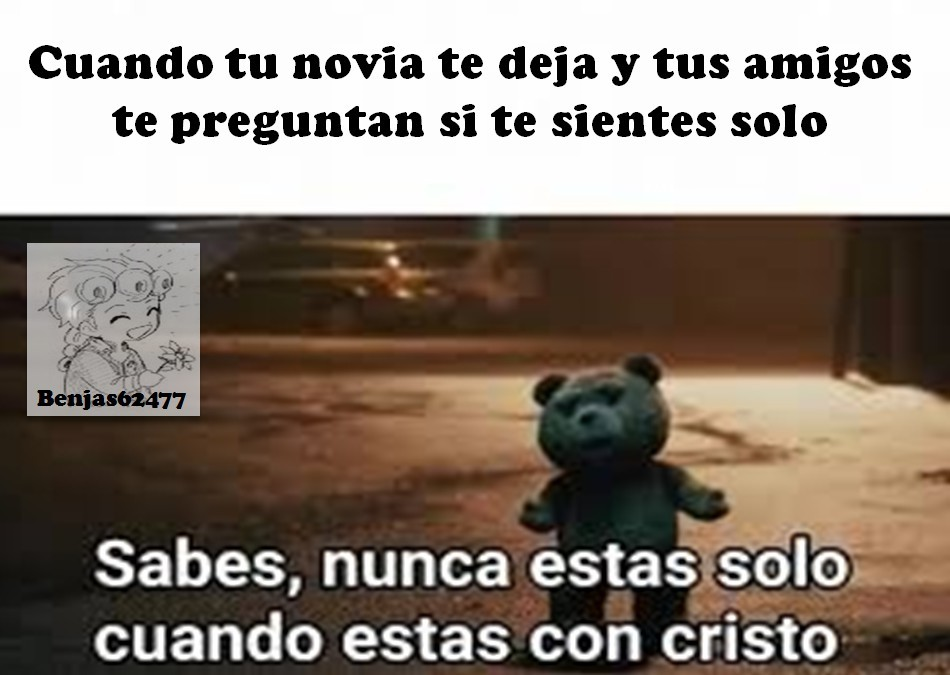 Cuando tu novia te deja y tus amigos
te preguntan si te sientes solo
Benjas62477
Sabes, nunca estas solo
cuando estas con cristo